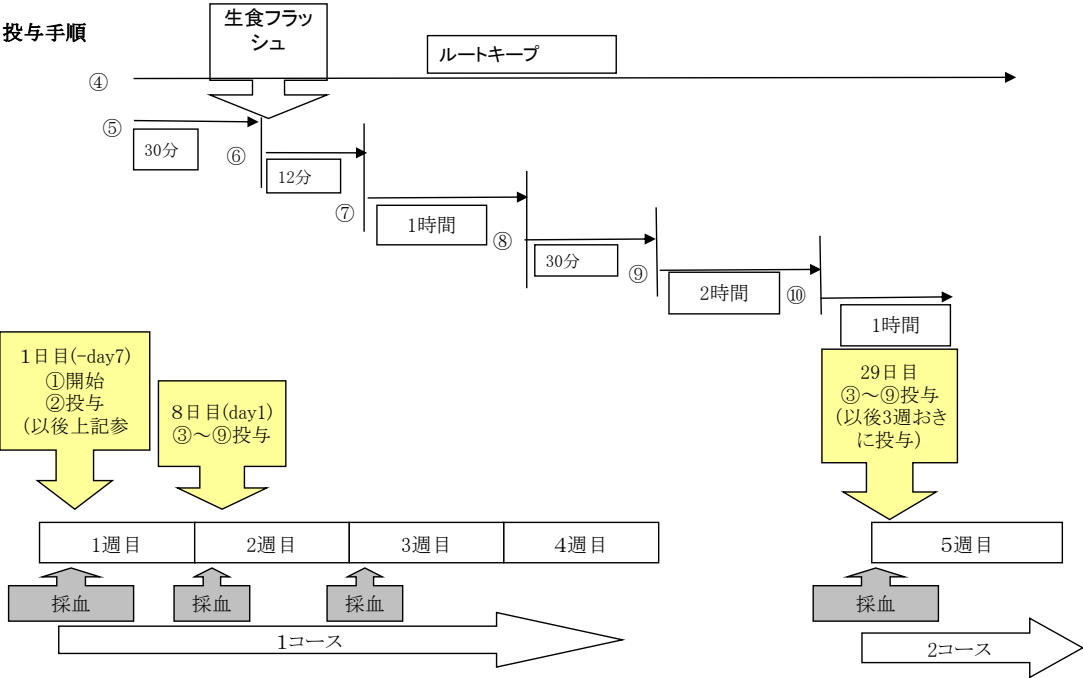 投与手順
生食フラッ
シュ
ルートキープ
④
⑤
30分
⑥
12分
⑦
1時間
⑧
30分
⑨
2時間
⑩
1時間
1日目(-day7)
①開始
②投与
(以後上記参
8日目(day1)
③～⑨投与
29日目
③～⑨投与
(以後3週おき
に投与)
1週目
2週目
3週目
4週目
5週目
採血
採血
採血
採血
1コース
2コース